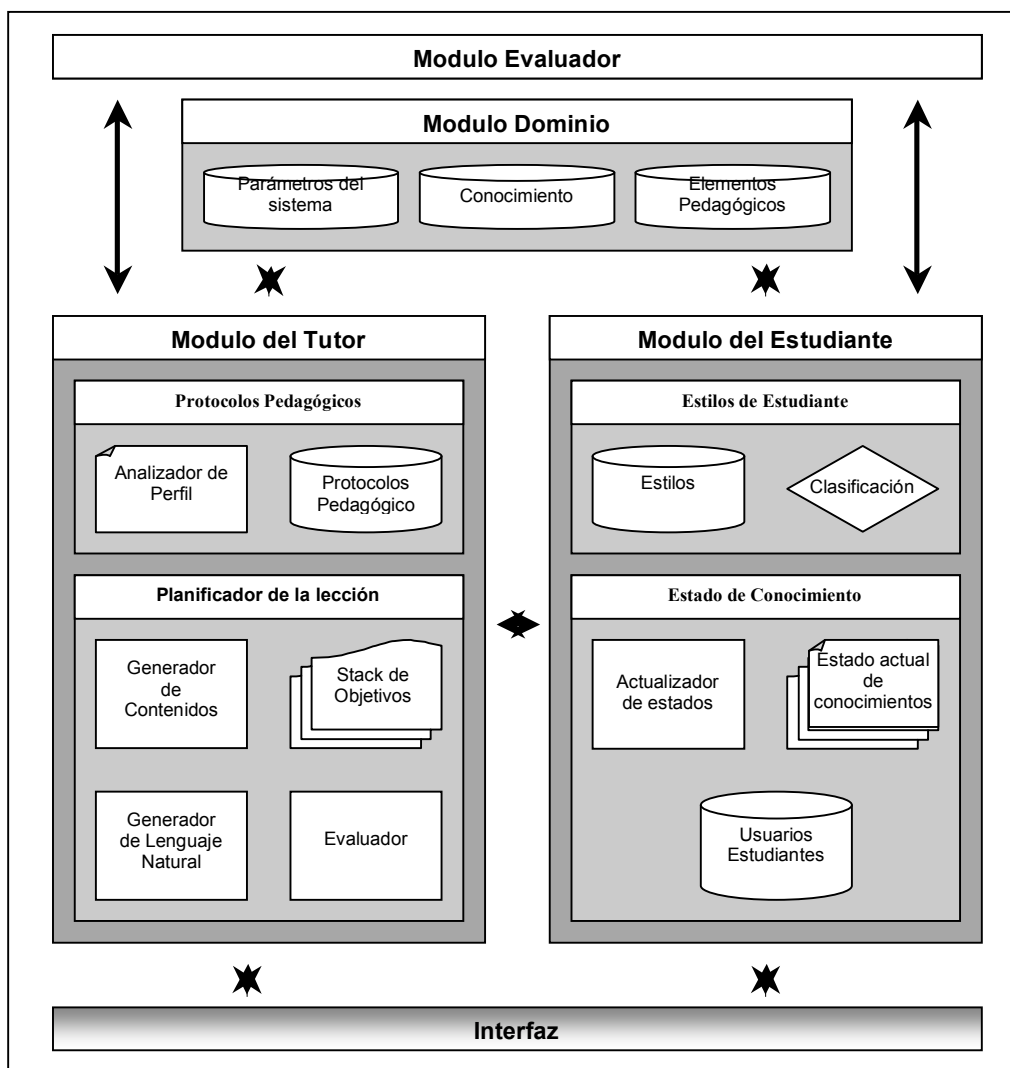 Modulo Evaluador
Modulo Dominio
Parámetros del
sistema
Conocimiento
Elementos
Pedagógicos
Modulo del Tutor
Protocolos Pedagógicos
Analizador de
Perfil
Protocolos
Pedagógico
Planificador de la lección
Generador
de
Contenidos
Stack de
Objetivos
Generador
de Lenguaje
Natural
Evaluador
Modulo del Estudiante
Estilos de Estudiante
Estilos
Clasificación
Estado de Conocimiento
Actualizador
de estados
Estado actual
de
conocimientos
Usuarios
Estudiantes
Interfaz